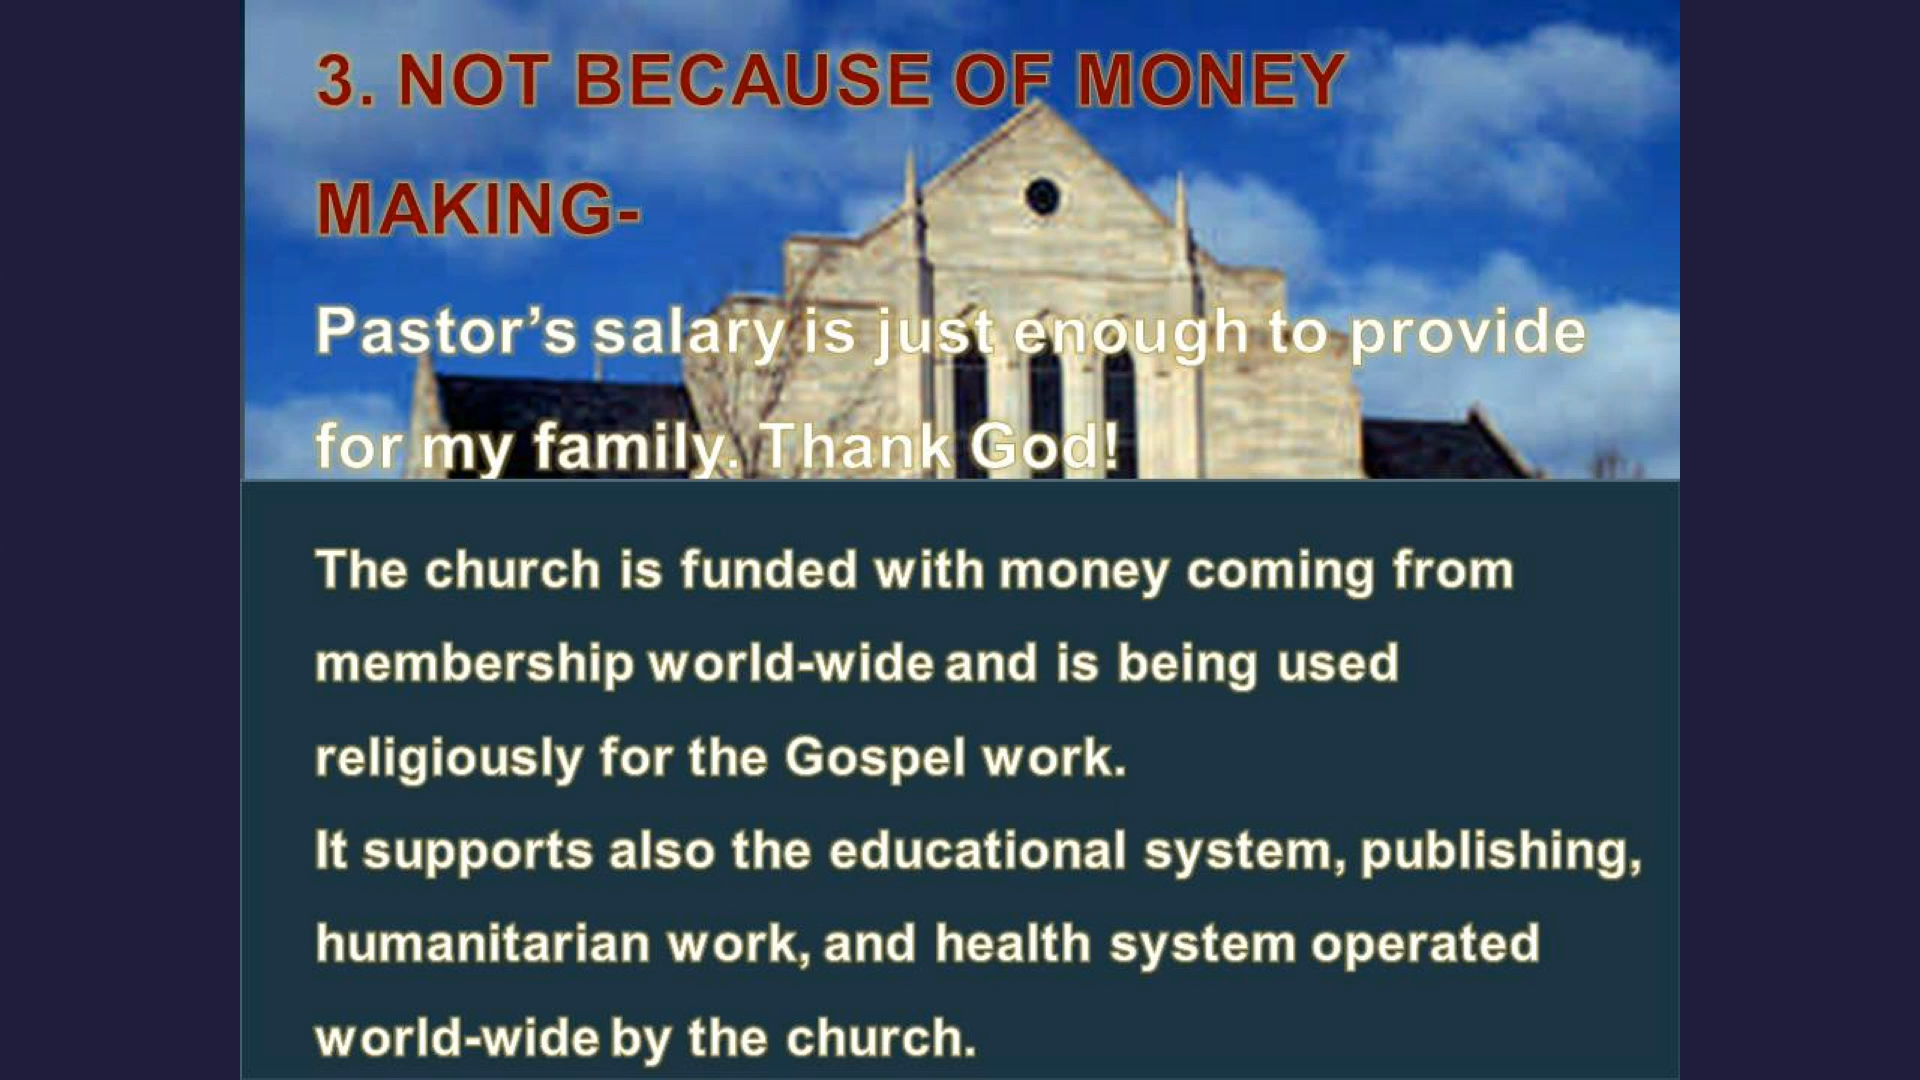 3. NOT BECAUSE OF MONEY
MAKING-
Pastor’s salary is just enough to provide
for my family. Thank God!
The church is funded with money coming from
membership world-wide and is being used
religiously for the Gospel work.
It supports also the educational system, publishing,
humanitarian work, and health system operated
world-wide by the church.